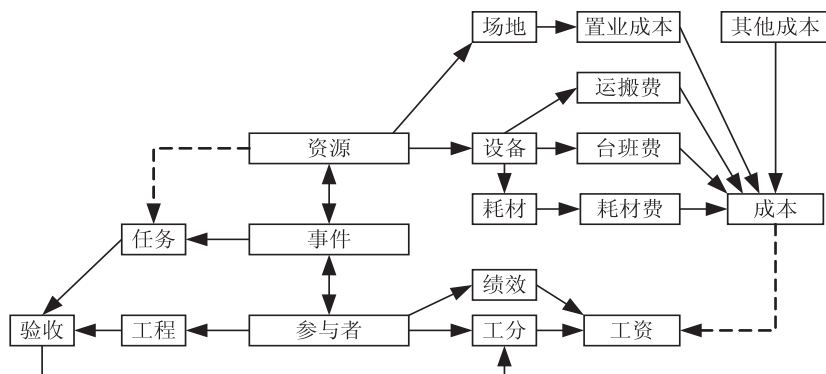 场地
置业成本
其他成本
运搬费
资源
设备
台班费
耗材
耗材费
成本
任务
事件
绩效
验收
工程
参与者
工分
工资